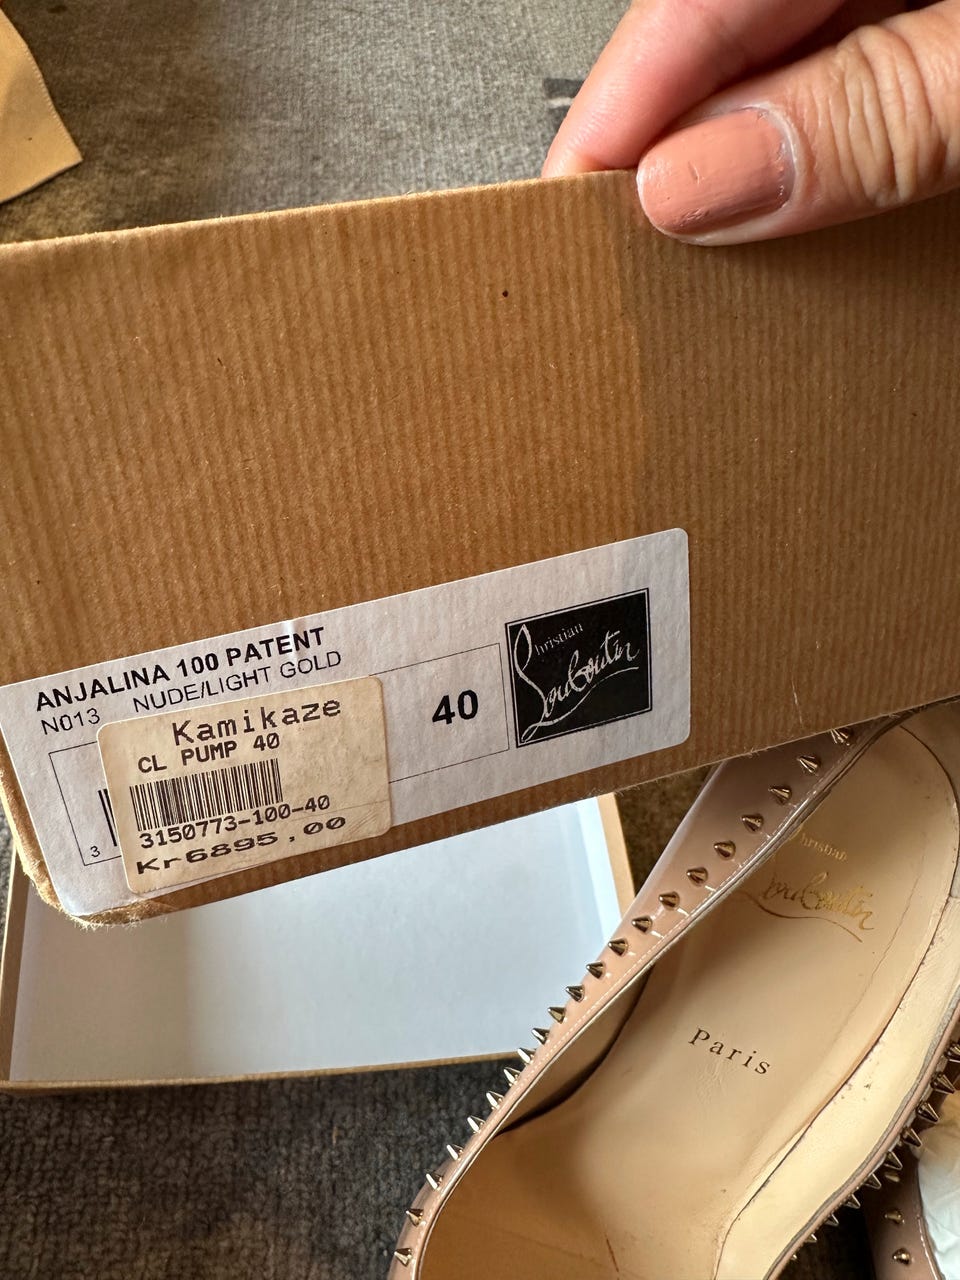 ANJALINA 100 PATENT
N013 NUDE/LIGHT GOLD
Kamikaze
CL PUMP 40
3150773-100-40
Kr6895,00
3
40
Christian
Louboutin
Christian
Louboutin
Paris